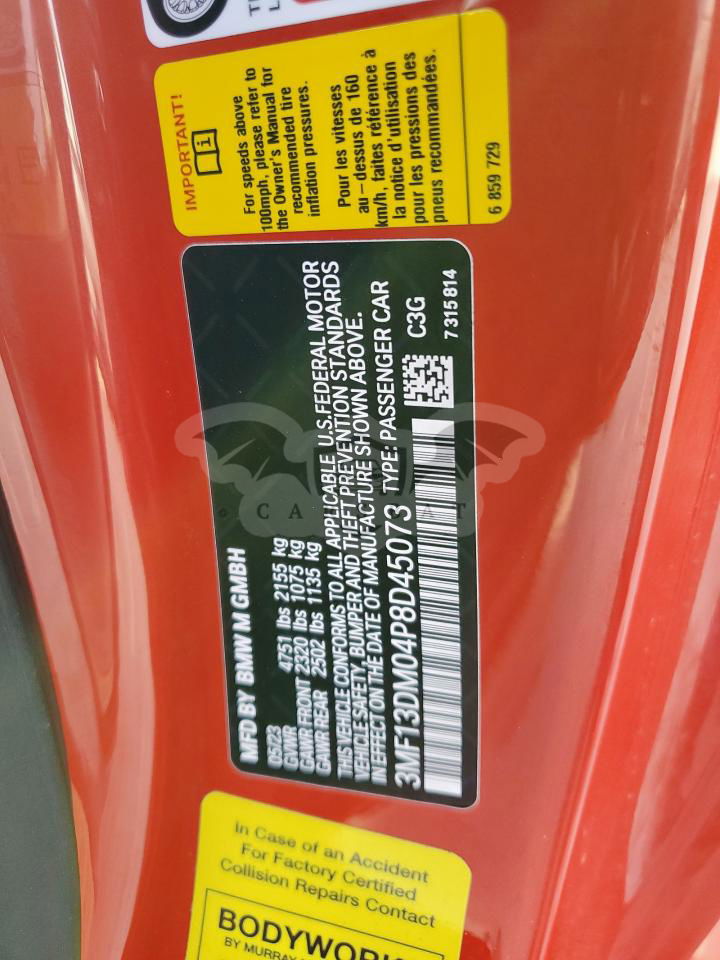 IMPORTANT!
For speeds above
100mph, please refer to
the Owner's Manual for
recommended tire
inflation pressures.
Pour les vitesses
au-dessus de 160
km/h, faites référence à
la notice d'utilisation
pour les pressions des
pneus recommandées.
6 859 729
MFD BY BMW M GMBH
05/23
GVWR 4751 lbs 2155 kg
GAWR FRONT 2320 lbs 1075 kg
GAWR REAR 2502 lbs 1135 kg
THIS VEHICLE CONFORMS TO ALL APPLICABLE U.S.FEDERAL MOTOR
VEHICLE SAFETY, BUMPER AND THEFT PREVENTION STANDARDS
IN EFFECT ON THE DATE OF MANUFACTURE SHOWN ABOVE.
3MF13DM04P8D45073 TYPE: PASSENGER CAR
C3G
7315814
In Case of an Accident
For Factory Certified
Collision Repairs Contact
BODYWORK
BY MURRAY